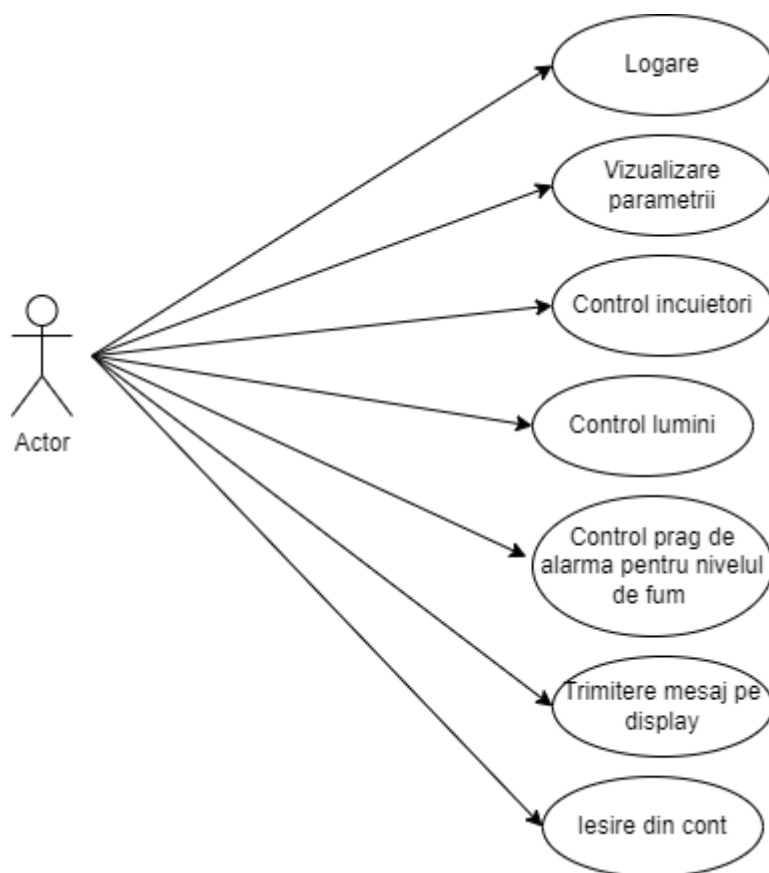 Logare
Vizualizare
parametrii
Control incuietori
Actor
Control lumini
Control prag de
alarma pentru nivelul
de fum
Trimitere mesaj pe
display
Iesire din cont